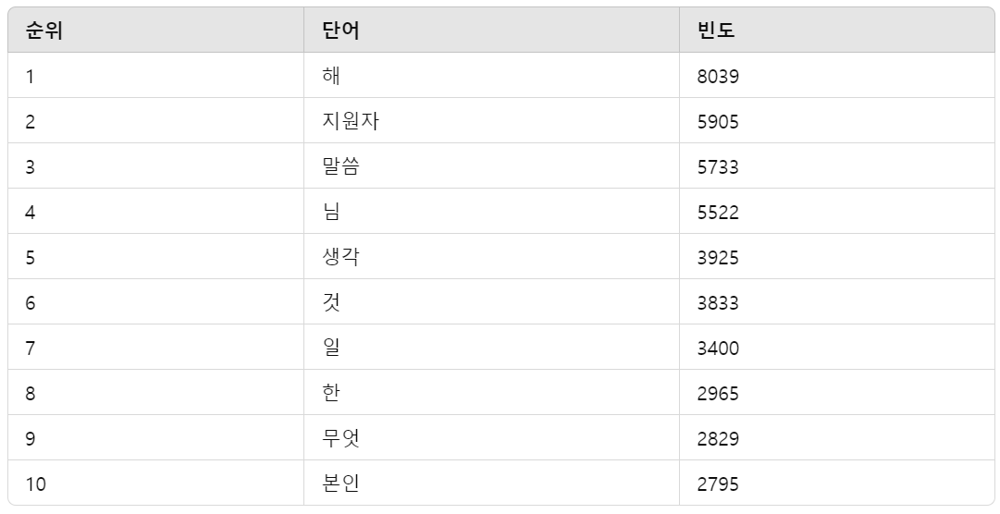 순위 단어 빈도
1 해 8039
2 지원자 5905
3 말씀 5733
4 님 5522
5 생각 3925
6 것 3833
7 일 3400
8 한 2965
9 무엇 2829
10 본인 2795